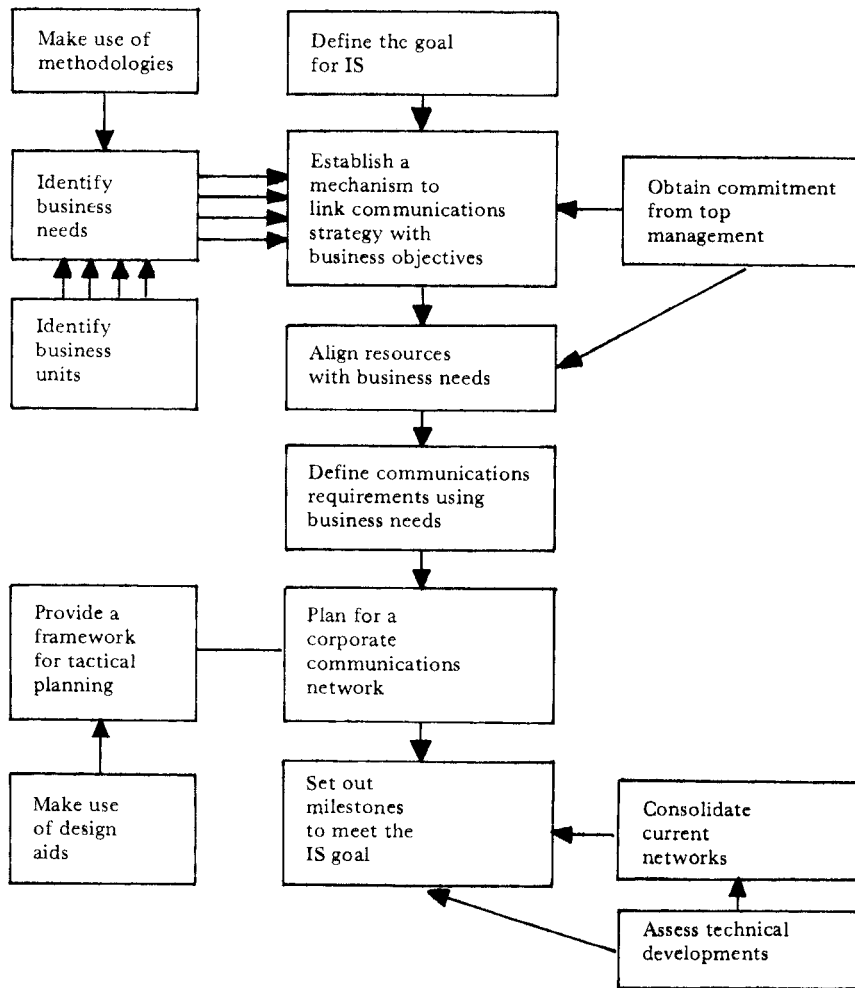 Make use of
methodologies
Define the goal
for IS
Identify
business
needs
Establish a
mechanism to
link communications
strategy with
business objectives
Obtain commitment
from top
management
Identify
business
units
Align resources
with business needs
Define communications
requirements using
business needs
Provide a
framework
for tactical
planning
Plan for a
corporate
communications
network
Make use
of design
aids
Set out
milestones
to meet the
IS goal
Consolidate
current
networks
Assess technical
developments